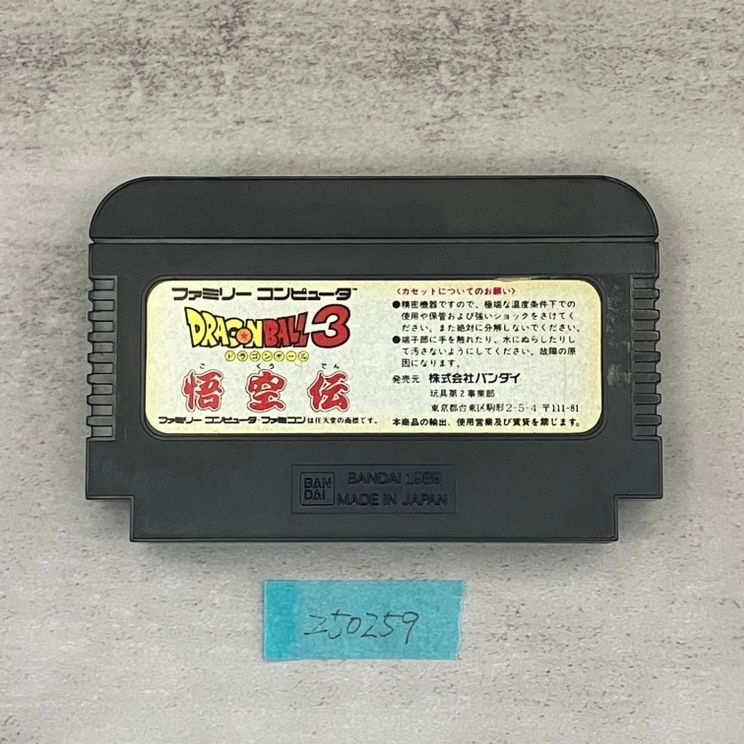 ファミリー コンピュータ™
DRAGON BALL 3
ドラゴンボール
ご くう でん
悟空伝
ファミリー コンピュータ・ファミコンは任天堂の商標です。
〈カセットについてのお願い〉
●精密機器ですので、極端な温度条件下での
使用や保管および強いショックをさけてく
ださい。また絶対に分解しないでください。
●端子部に手を触れたり、水にぬらしたりし
て汚さないようにしてください。故障の原
因になります。
発売元 株式会社バンダイ
玩具第2事業部
東京都台東区駒形2-5-4 〒111-81
本商品の輸出、使用営業及び賃貸を禁じます。
BAN
DAI
BANDAI 1989
MADE IN JAPAN
250259